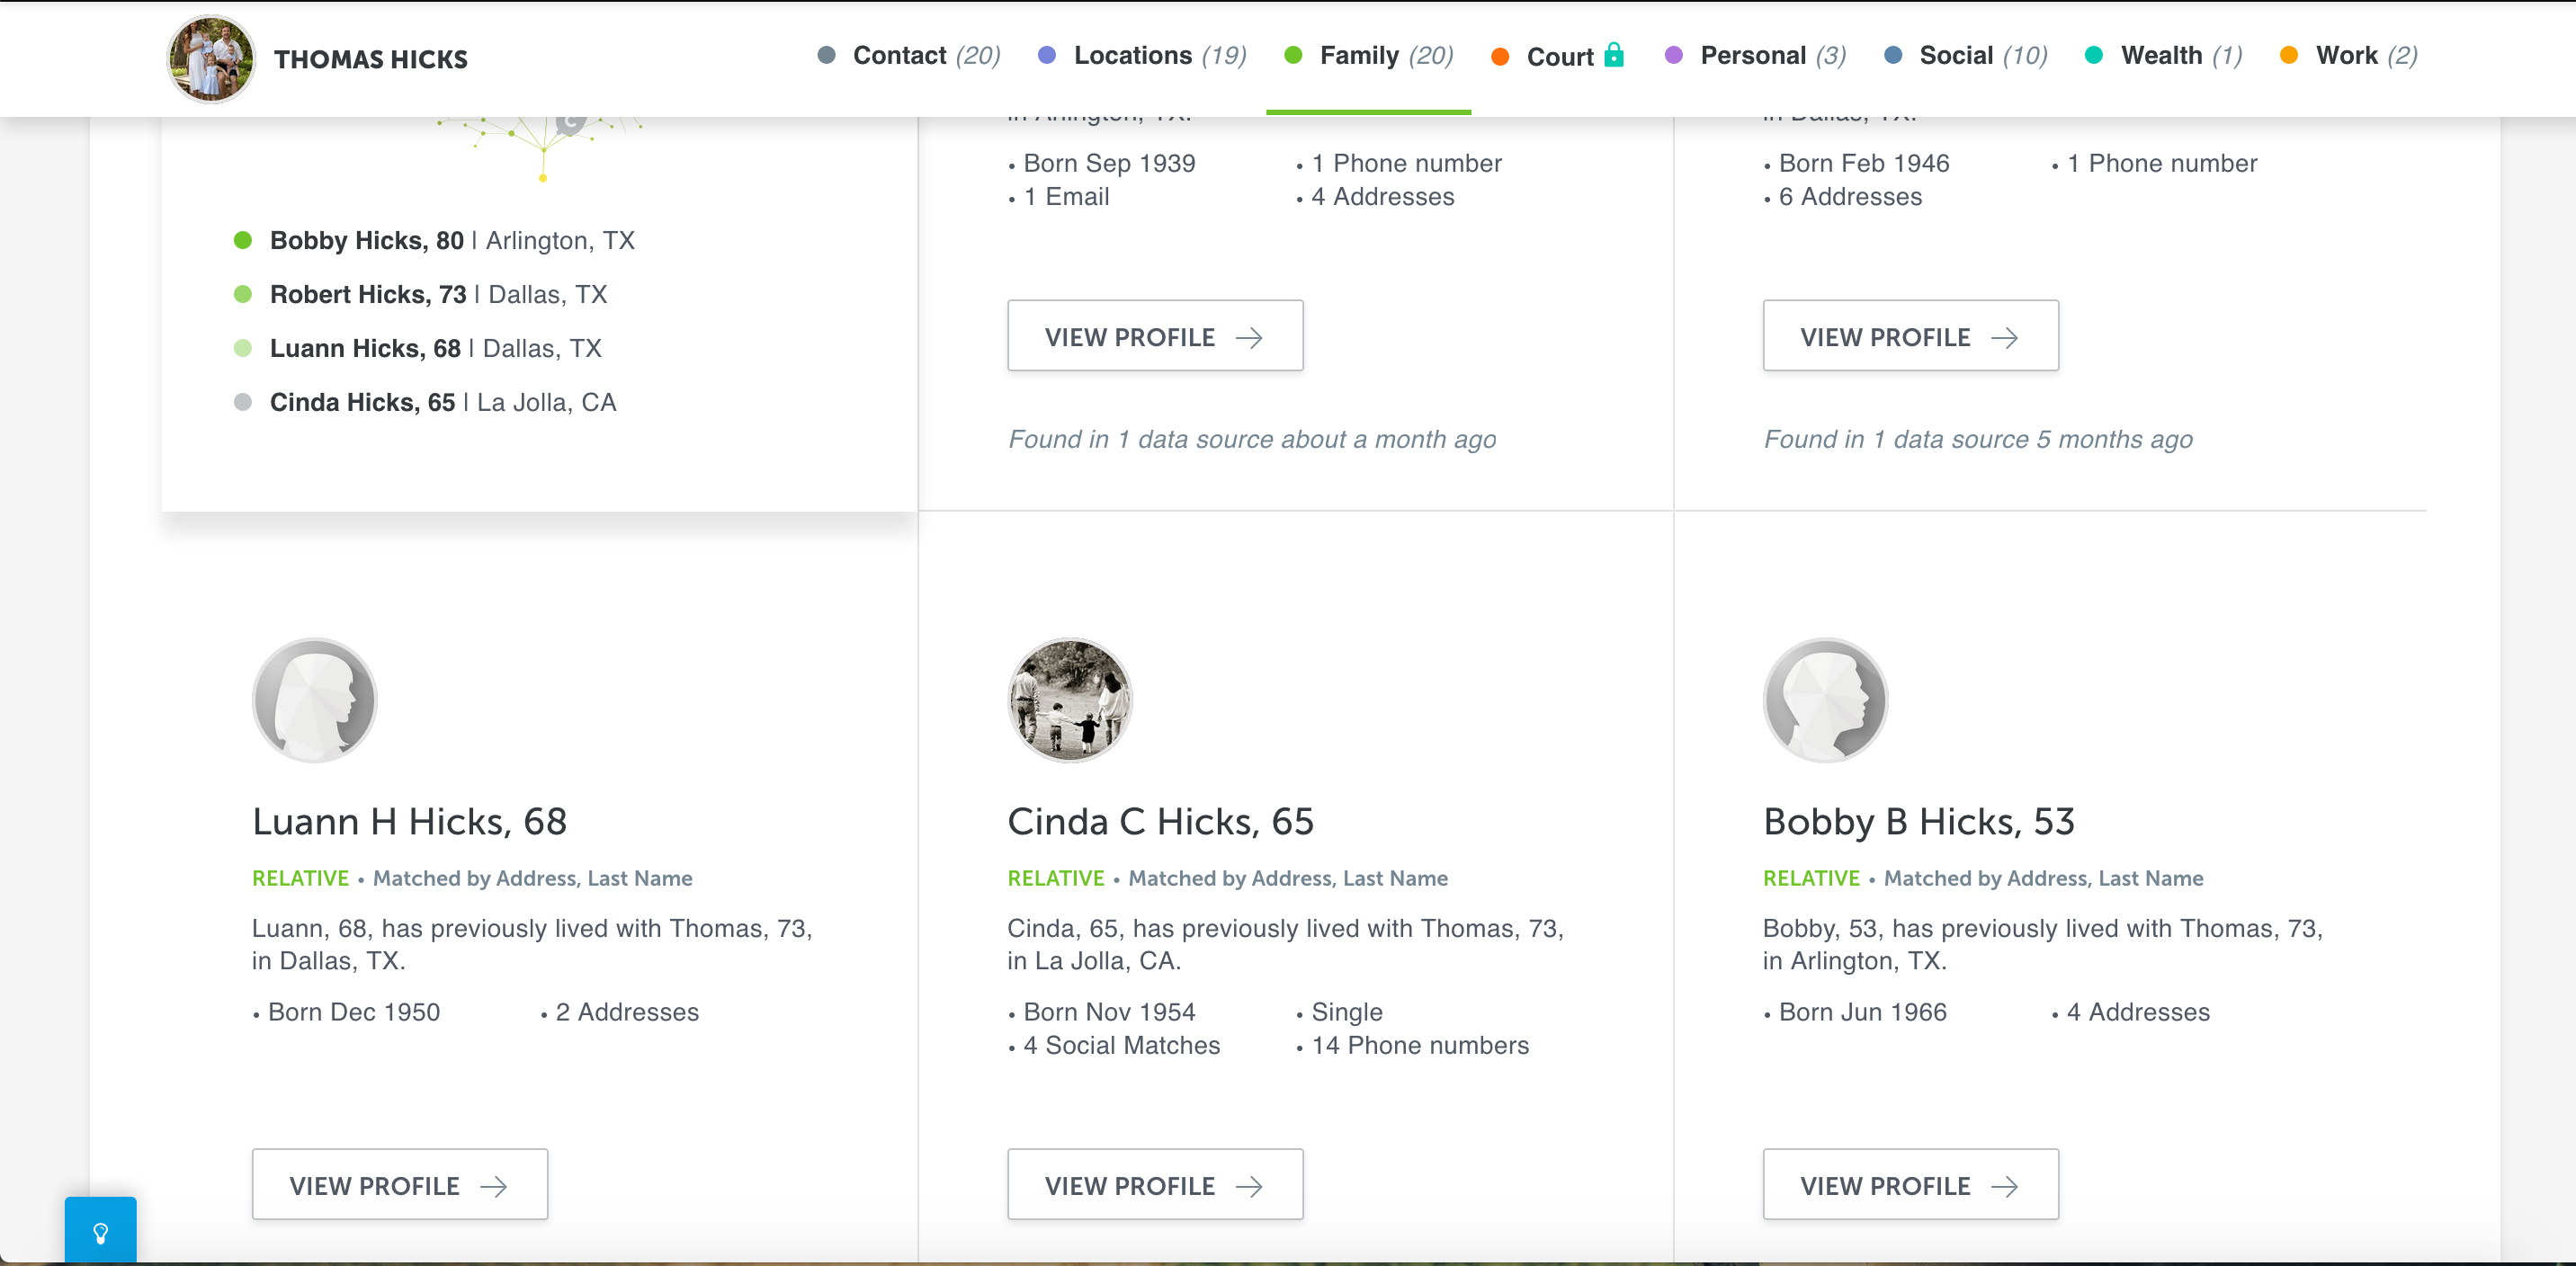 THOMAS HICKS
Contact (20) Locations (19) Family (20) Court Personal (3) Social (10) Wealth (1) Work (2)
C
Bobby Hicks, 80 | Arlington, TX
Robert Hicks, 73 | Dallas, TX
Luann Hicks, 68 | Dallas, TX
Cinda Hicks, 65 | La Jolla, CA
in Arlington, TX.
• Born Sep 1939 • 1 Phone number
• 1 Email • 4 Addresses
VIEW PROFILE
Found in 1 data source about a month ago
in Dallas, TX.
• Born Feb 1946 • 1 Phone number
• 6 Addresses
VIEW PROFILE
Found in 1 data source 5 months ago
Luann H Hicks, 68
RELATIVE • Matched by Address, Last Name
Luann, 68, has previously lived with Thomas, 73,
in Dallas, TX.
• Born Dec 1950 • 2 Addresses
VIEW PROFILE
Cinda C Hicks, 65
RELATIVE • Matched by Address, Last Name
Cinda, 65, has previously lived with Thomas, 73,
in La Jolla, CA.
• Born Nov 1954 • Single
• 4 Social Matches • 14 Phone numbers
VIEW PROFILE
Bobby B Hicks, 53
RELATIVE • Matched by Address, Last Name
Bobby, 53, has previously lived with Thomas, 73,
in Arlington, TX.
• Born Jun 1966 • 4 Addresses
VIEW PROFILE